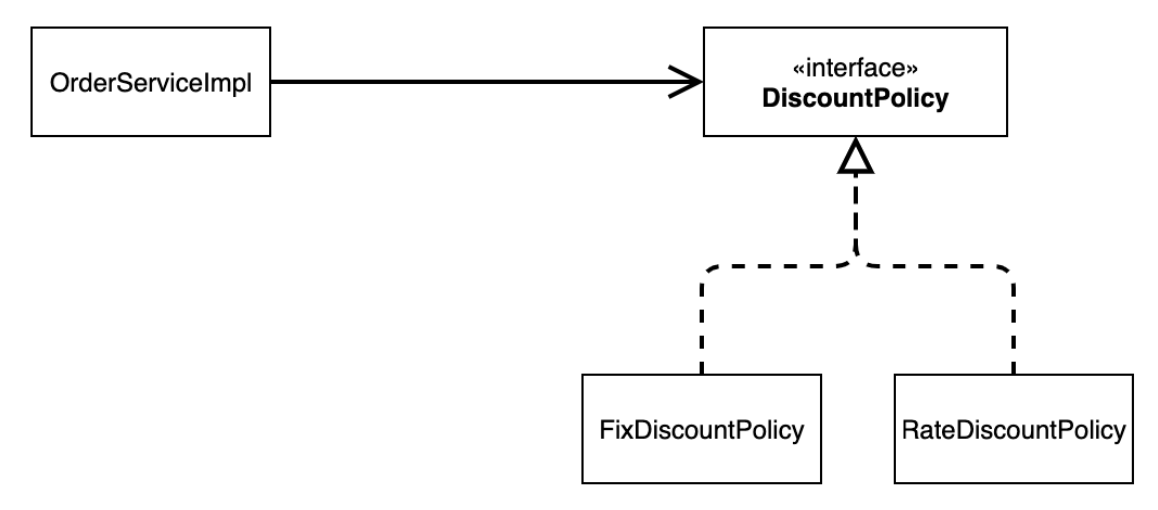 OrderServiceImpl
«interface»
DiscountPolicy
FixDiscountPolicy
RateDiscountPolicy